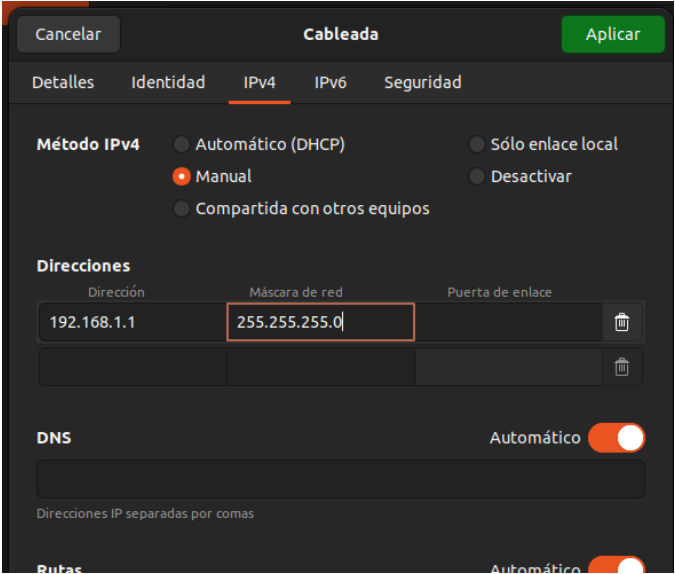 Cancelar Cableada Aplicar
Detalles Identidad IPv4 IPv6 Seguridad
Método IPv4 Automático (DHCP) Sólo enlace local
Manual Desactivar
Compartida con otros equipos
Direcciones
Dirección Máscara de red Puerta de enlace
192.168.1.1 255.255.255.0
DNS Automático
Direcciones IP separadas por comas
Rutas Automático